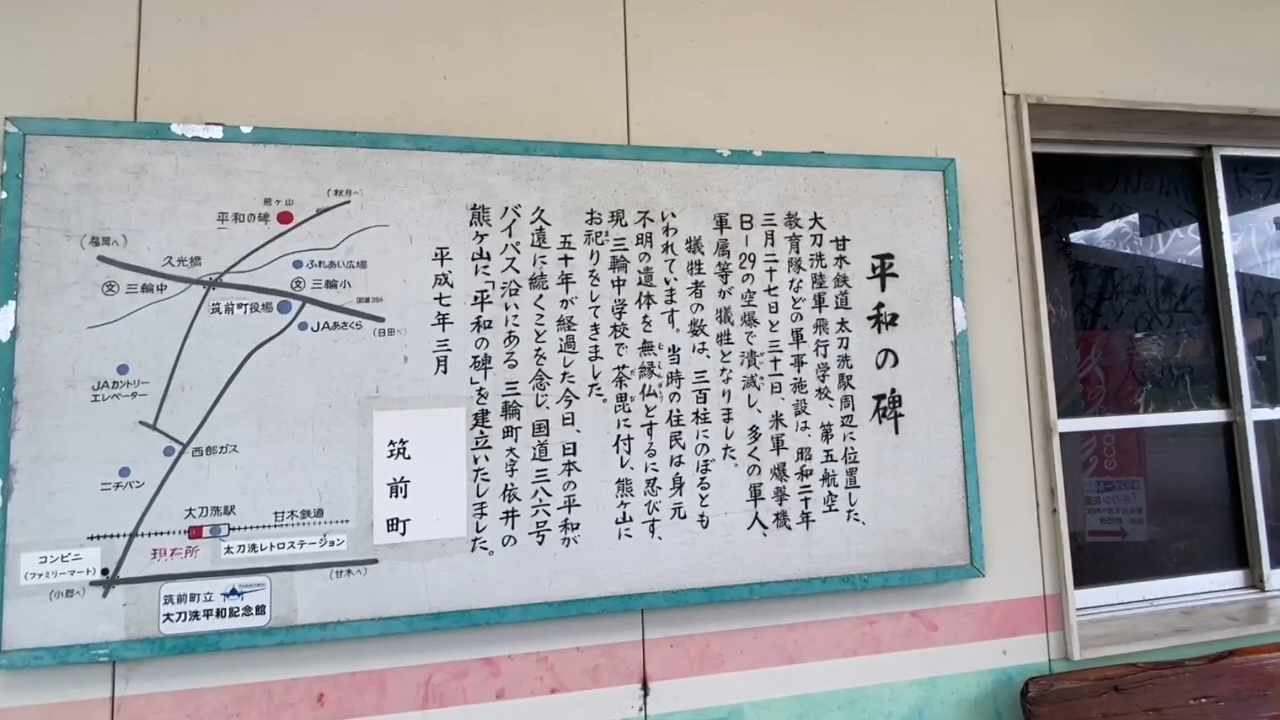 平和の碑
甘木鉄道 太刀洗駅周辺に位置した、
大刀洗陸軍飛行学校、第五航空
教育隊などの軍事施設は、昭和二十年
三月二十七日と三十一日、米軍爆撃機、
B-29の空爆で潰滅し、多くの軍人、
軍属等が犠牲となりました。
犠牲者の数は、三百柱にのぼるとも
いわれています。当時の住民は身元
不明の遺体を無縁仏とするに忍びず、
現三輪中学校で荼毘に付し、熊ヶ山に
お祀りをしてきました。
五十年が経過した今日、日本の平和が
久遠に続くことを念じ、国道三八六号
バイパス沿いにある 三輪町大字依井の
熊ヶ山に「平和の碑」を建立いたしました。
平成七年三月
筑前町
(秋月へ)
熊ヶ山
平和の碑
(福岡へ)
久光橋
ふれあい広場
文 三輪中
文 三輪小
国道386
筑前町役場
JAあさくら
(日田へ)
JAカントリー
エレベーター
西部ガス
ニチバン
大刀洗駅
甘木鉄道
現在所
太刀洗レトロステーション
コンビニ
(ファミリーマート)
(小郡へ)
(甘木へ)
筑前町立
大刀洗平和記念館